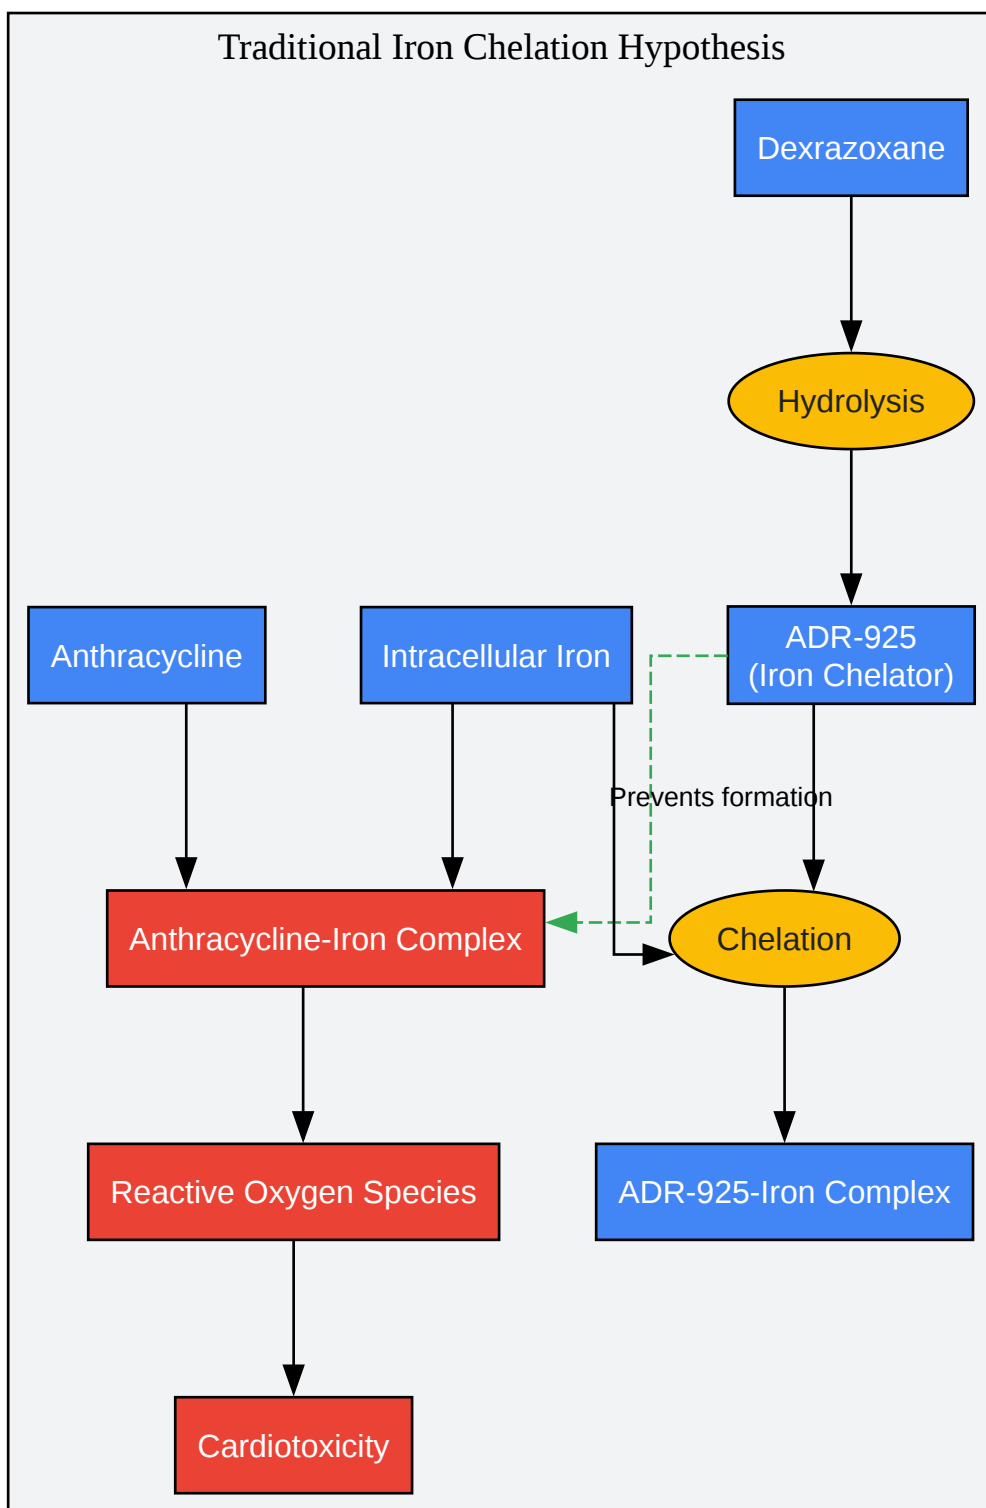 Traditional Iron Chelation Hypothesis
Dexrazoxane
Hydrolysis
Anthracycline
Intracellular Iron
ADR-925
(Iron Chelator)
Prevents formation
Anthracycline-Iron Complex
Chelation
Reactive Oxygen Species
ADR-925-Iron Complex
Cardiotoxicity